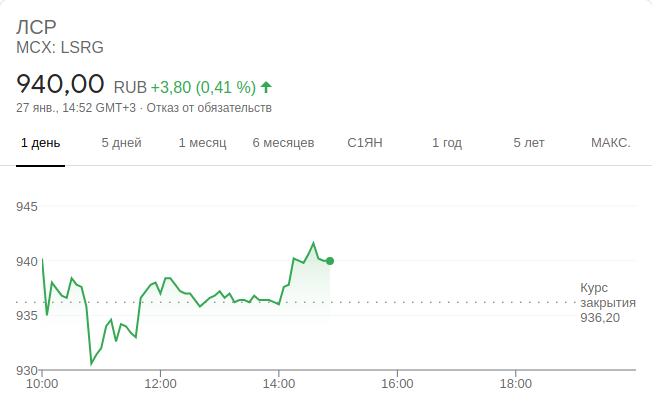 ЛСР
MCX: LSRG
940,00 RUB +3,80 (0,41 %)
27 янв., 14:52 GMT+3 · Отказ от обязательств
1 день 5 дней 1 месяц 6 месяцев С1ЯН 1 год 5 лет МАКС.
945
940
Курс
закрытия
936,20
935
930
10:00 12:00 14:00 16:00 18:00